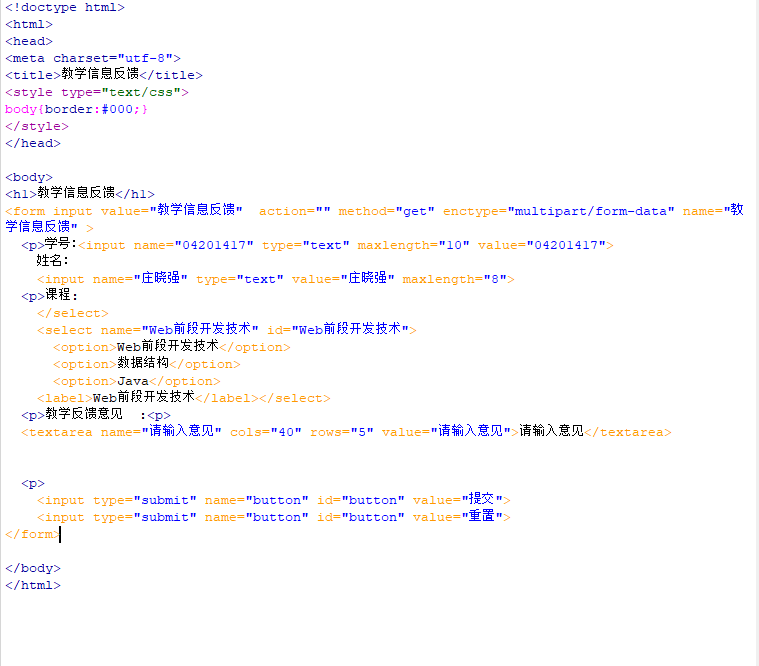 <!doctype html>
<html>
<head>
<meta charset="utf-8">
<title>教学信息反馈</title>
<style type="text/css">
body{border:#000;}
</style>
</head>
<body>
<h1>教学信息反馈</h1>
<form input value="教学信息反馈"  action="" method="get" enctype="multipart/form-data" name="教
学信息反馈" >
<p>学号:<input name="04201417" type="text" maxlength="10" value="04201417">
姓名:
<input name="庄晓强" type="text" value="庄晓强" maxlength="8">
<p>课程:
</select>
<select name="Web前段开发技术" id="Web前段开发技术">
<option>Web前段开发技术</option>
<option>数据结构</option>
<option>Java</option>
<label>Web前段开发技术</label></select>
<p>教学反馈意见  :<p>
<textarea name="请输入意见" cols="40" rows="5" value="请输入意见">请输入意见</textarea>
<p>
<input type="submit" name="button" id="button" value="提交">
<input type="submit" name="button" id="button" value="重置">
</form>
</body>
</html>